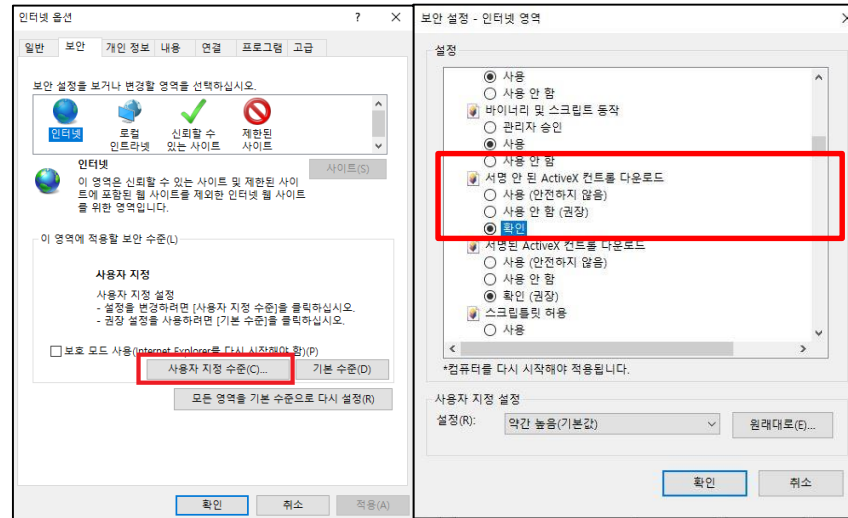 인터넷 옵션
? ×
일반 보안 개인 정보 내용 연결 프로그램 고급
보안 설정을 보거나 변경할 영역을 선택하십시오.
인터넷
로컬
인트라넷
신뢰할 수
있는 사이트
제한된
사이트
인터넷
사이트(S)
이 영역은 신뢰할 수 있는 사이트 및 제한된 사이
트에 포함된 웹 사이트를 제외한 인터넷 웹 사이트
를 위한 영역입니다.
이 영역에 적용할 보안 수준(L)
사용자 지정
사용자 지정 설정
- 설정을 변경하려면 [사용자 지정 수준]을 클릭하십시오.
- 권장 설정을 사용하려면 [기본 수준]을 클릭하십시오.
보호 모드 사용(Internet Explorer를 다시 시작해야 함)(P)
사용자 지정 수준(C)... 기본 수준(D)
모든 영역을 기본 수준으로 다시 설정(R)
확인 취소 적용(A)
보안 설정 - 인터넷 영역
설정
사용
사용 안 함
바이너리 및 스크립트 동작
관리자 승인
사용
사용 안 함
서명 안 된 ActiveX 컨트롤 다운로드
사용 (안전하지 않음)
사용 안 함 (권장)
확인
서명된 ActiveX 컨트롤 다운로드
사용 (안전하지 않음)
사용 안 함
확인 (권장)
스크립틀릿 허용
사용
*컴퓨터를 다시 시작해야 적용됩니다.
사용자 지정 설정
설정(R): 약간 높음(기본값) 원래대로(E)...
확인 취소